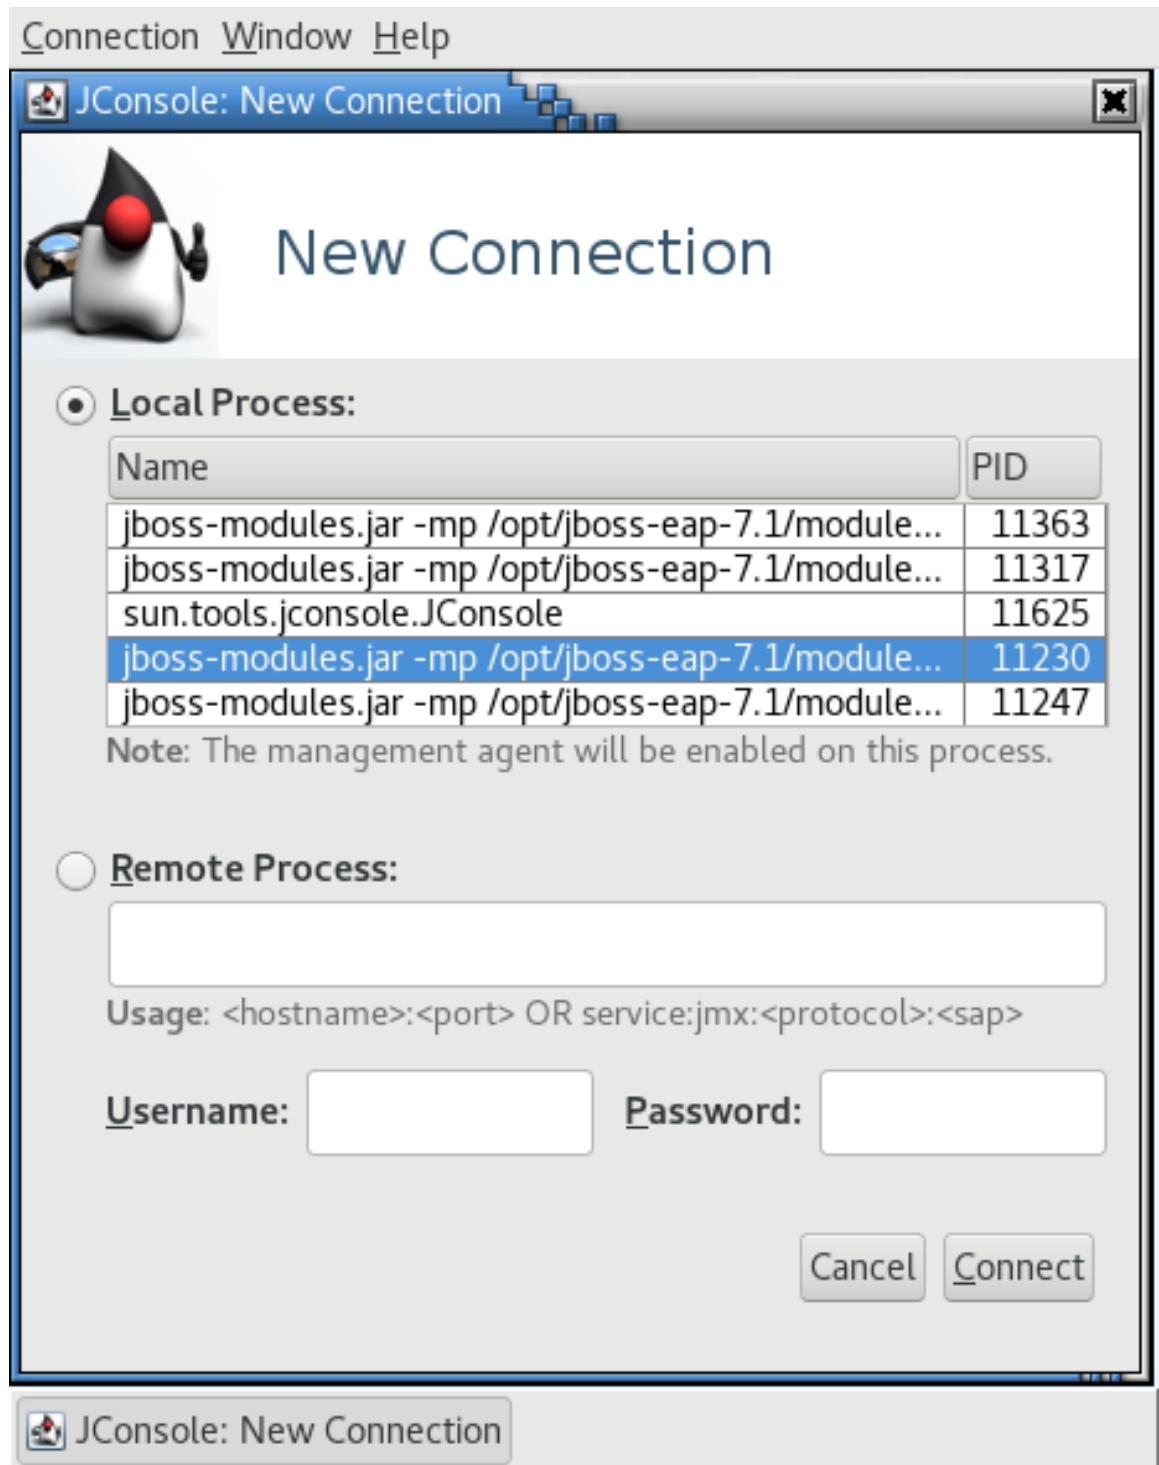 Connection Window Help
JConsole: New Connection
New Connection
Local Process:
Name PID
jboss-modules.jar -mp /opt/jboss-eap-7.1/module... 11363
jboss-modules.jar -mp /opt/jboss-eap-7.1/module... 11317
sun.tools.jconsole.JConsole 11625
jboss-modules.jar -mp /opt/jboss-eap-7.1/module... 11230
jboss-modules.jar -mp /opt/jboss-eap-7.1/module... 11247
Note: The management agent will be enabled on this process.
Remote Process:
Usage: <hostname>:<port> OR service:jmx:<protocol>:<sap>
Username: Password:
Cancel Connect
JConsole: New Connection